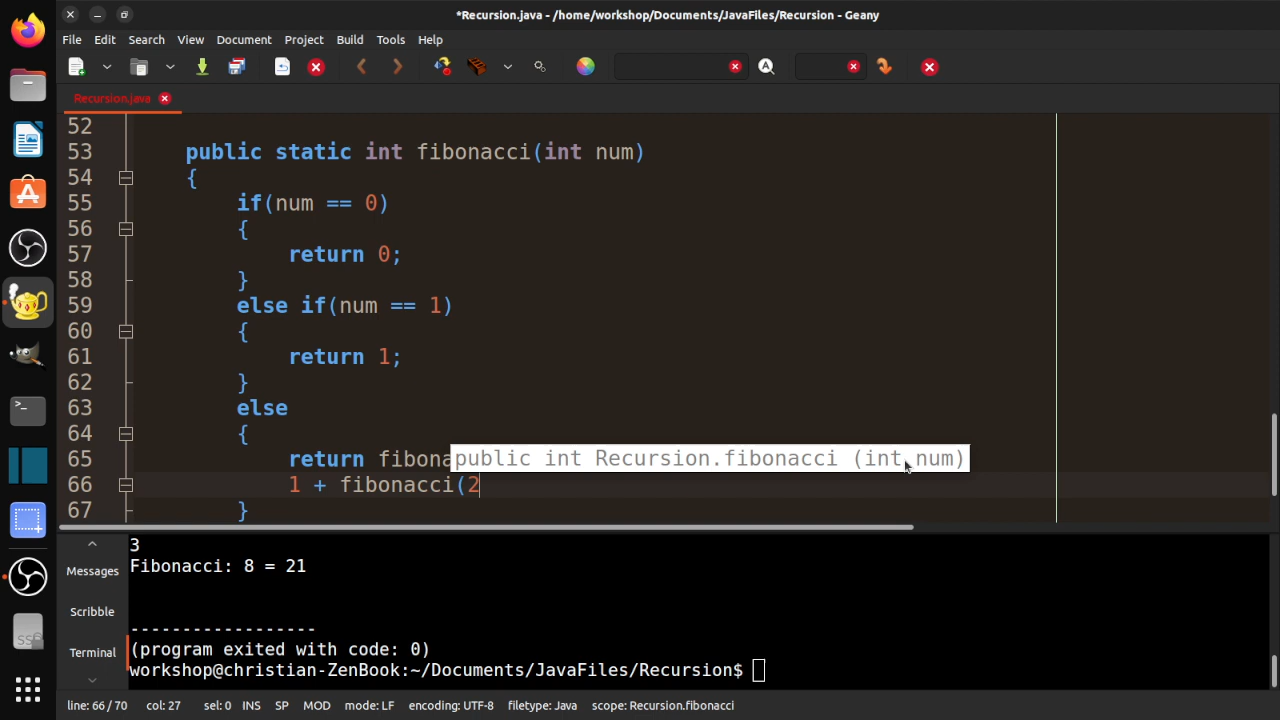 *Recursion.java - /home/workshop/Documents/JavaFiles/Recursion - Geany
File Edit Search View Document Project Build Tools Help
Recursion.java
52
53 public static int fibonacci(int num)
54 {
55 if(num == 0)
56 {
57 return 0;
58 }
59 else if(num == 1)
60 {
61 return 1;
62 }
63 else
64 {
65 return fibona public int Recursion.fibonacci (int num)
66 1 + fibonacci(2
67 }
3
Messages
Fibonacci: 8 = 21
Scribble
-----------------
Terminal
(program exited with code: 0)
workshop@christian-ZenBook:~/Documents/JavaFiles/Recursion$
line: 66 / 70 col: 27 sel: 0 INS SP MOD mode: LF encoding: UTF-8 filetype: Java scope: Recursion.fibonacci